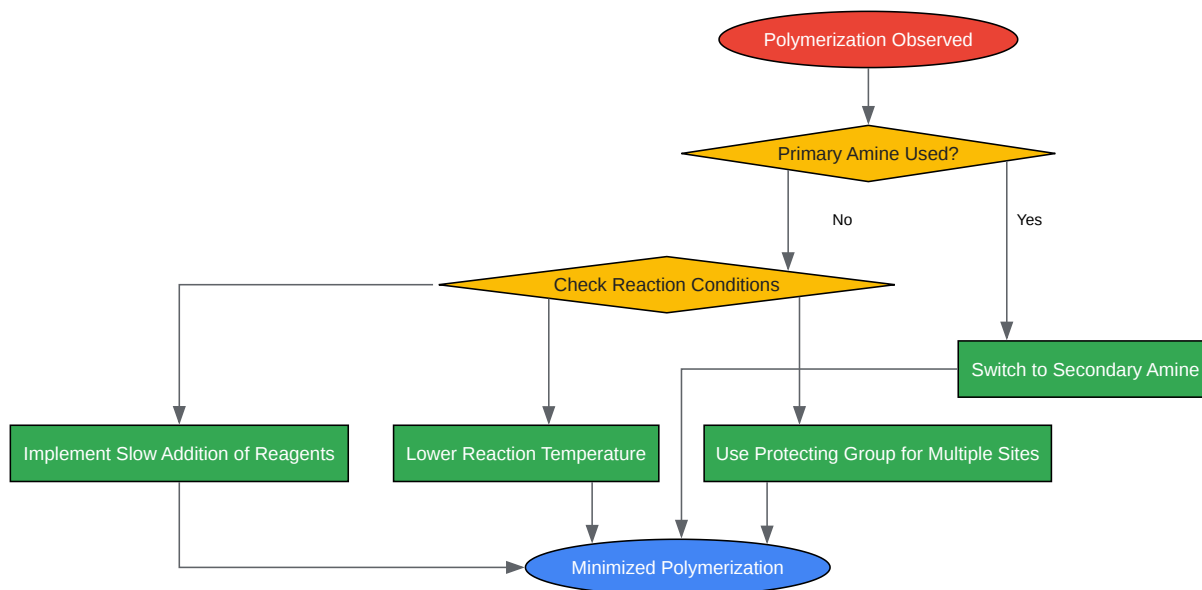 Polymerization Observed
Primary Amine Used?
No
Yes
Check Reaction Conditions
Switch to Secondary Amine
Implement Slow Addition of Reagents
Lower Reaction Temperature
Use Protecting Group for Multiple Sites
Minimized Polymerization